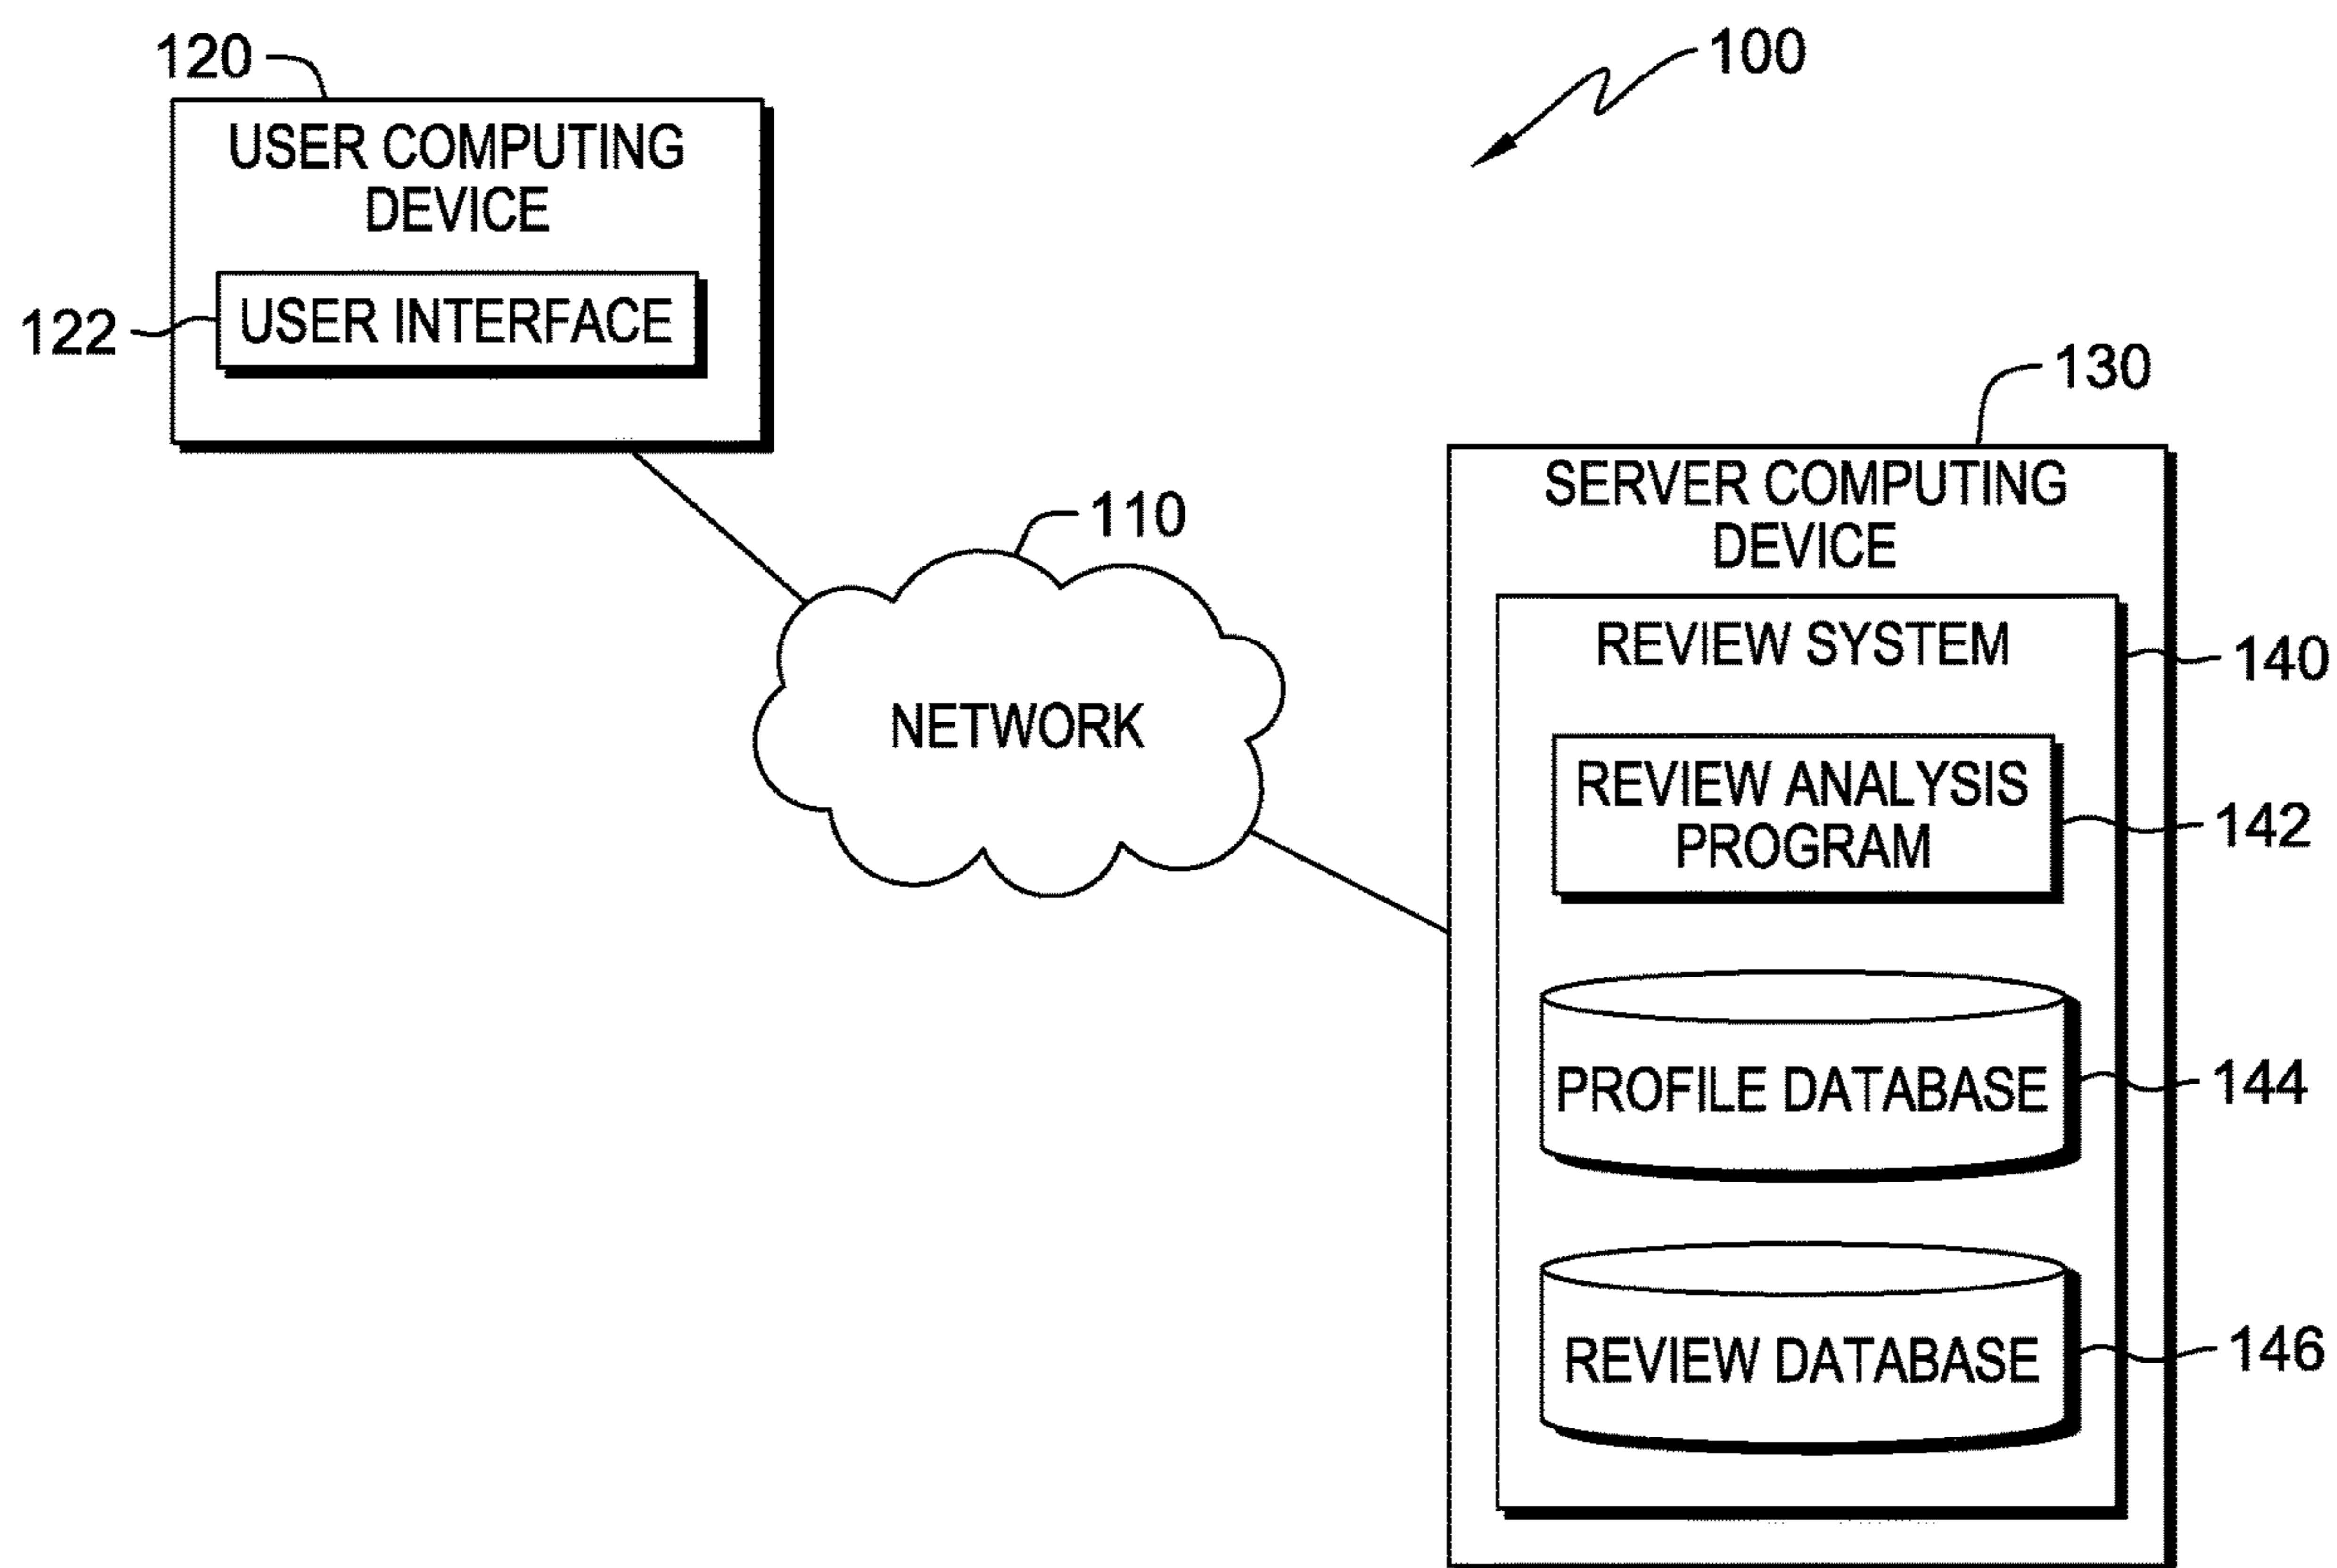 120
100
USER COMPUTING
DEVICE
122
USER INTERFACE
130
SERVER COMPUTING
DEVICE
110
NETWORK
REVIEW SYSTEM
140
REVIEW ANALYSIS
PROGRAM
142
PROFILE DATABASE
144
REVIEW DATABASE
146